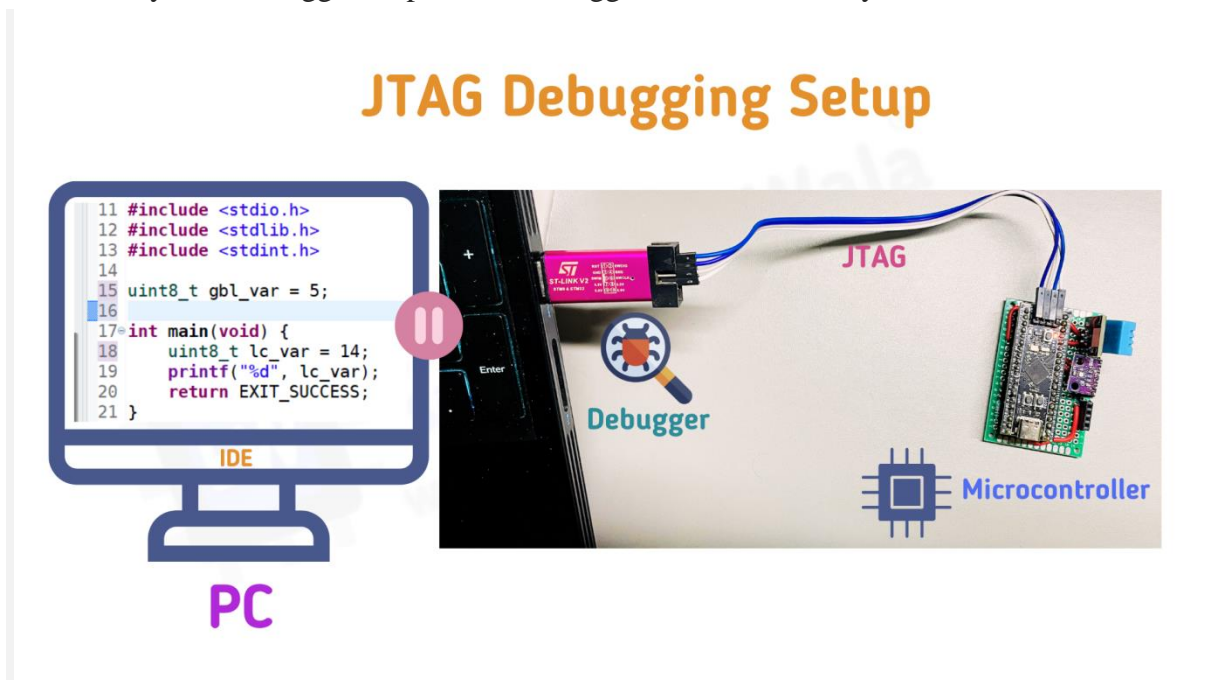 JTAG Debugging Setup
11 #include <stdio.h>
12 #include <stdlib.h>
13 #include <stdint.h>
14
15 uint8_t gbl_var = 5;
16
17 int main(void) {
18     uint8_t lc_var = 14;
19     printf("%d", lc_var);
20     return EXIT_SUCCESS;
21 }
IDE
PC
+
Enter
ST-LINK V2
JTAG
Debugger
Microcontroller